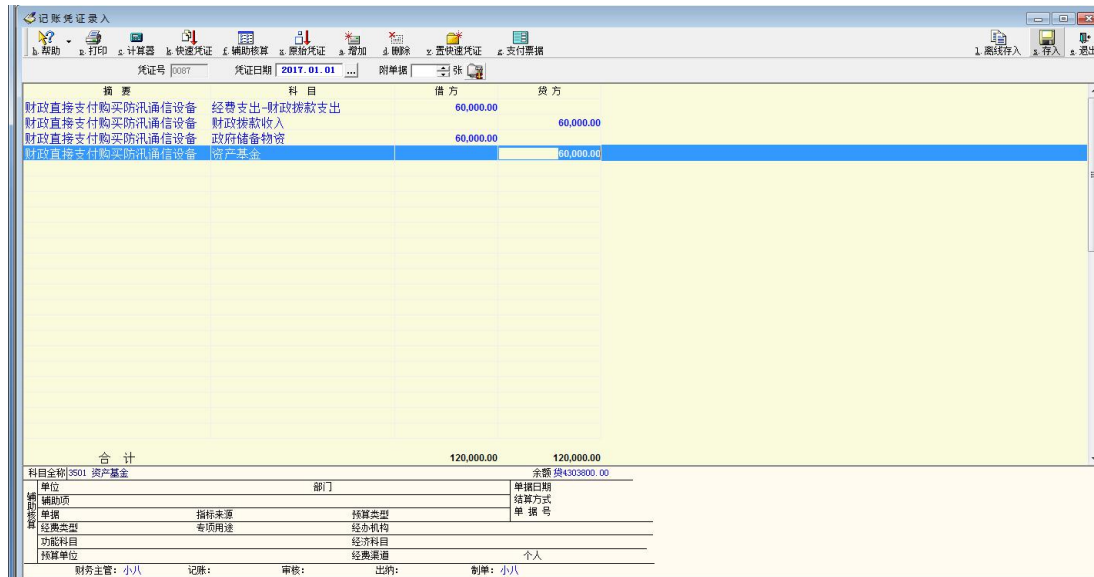 记账凭证录入
h.帮助 p.打印 c.计算器 k.快速凭证 f.辅助核算 x.原始凭证 a.增加 d.删除 v.置快速凭证 z.支付票据 l.离线存入 s.存入 e.退出
凭证号 0087 凭证日期 2017.01.01 ... 附单据 张
摘 要 科 目 借 方 贷 方
财政直接支付购买防汛通信设备 经费支出-财政拨款支出 60,000.00
财政直接支付购买防汛通信设备 财政拨款收入 60,000.00
财政直接支付购买防汛通信设备 政府储备物资 60,000.00
财政直接支付购买防汛通信设备 资产基金 60,000.00
合 计 120,000.00 120,000.00
科目全称 3501 资产基金 余额 贷4303800.00
辅助核算
单位 部门 单据日期
辅助项 结算方式
单据 指标来源 预算类型 单 据 号
经费类型 专项用途 经办机构
功能科目 经济科目
预算单位 经费渠道 个人
财务主管: 小八 记账: 审核: 出纳: 制单: 小八